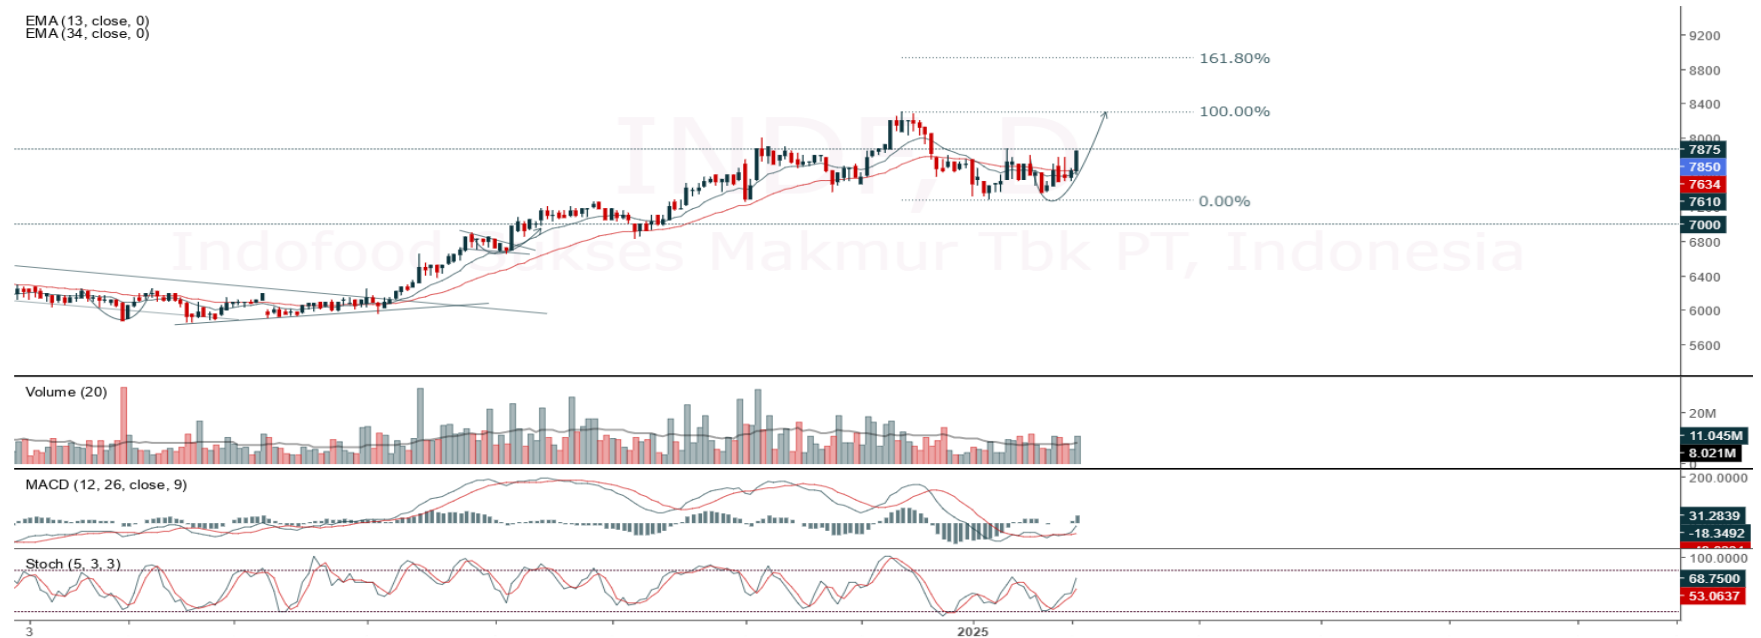 EMA (13, close, 0)
EMA (34, close, 0)
INDF, D
Indofood Sukses Makmur Tbk PT, Indonesia
161.80%
100.00%
0.00%
9200
8800
8400
8000
7875
7850
7634
7610
7000
6800
6400
6000
5600
Volume (20)
20M
11.045M
8.021M
0
MACD (12, 26, close, 9)
200.0000
31.2839
-18.3492
Stoch (5, 3, 3)
100.0000
68.7500
53.0637
3
2025